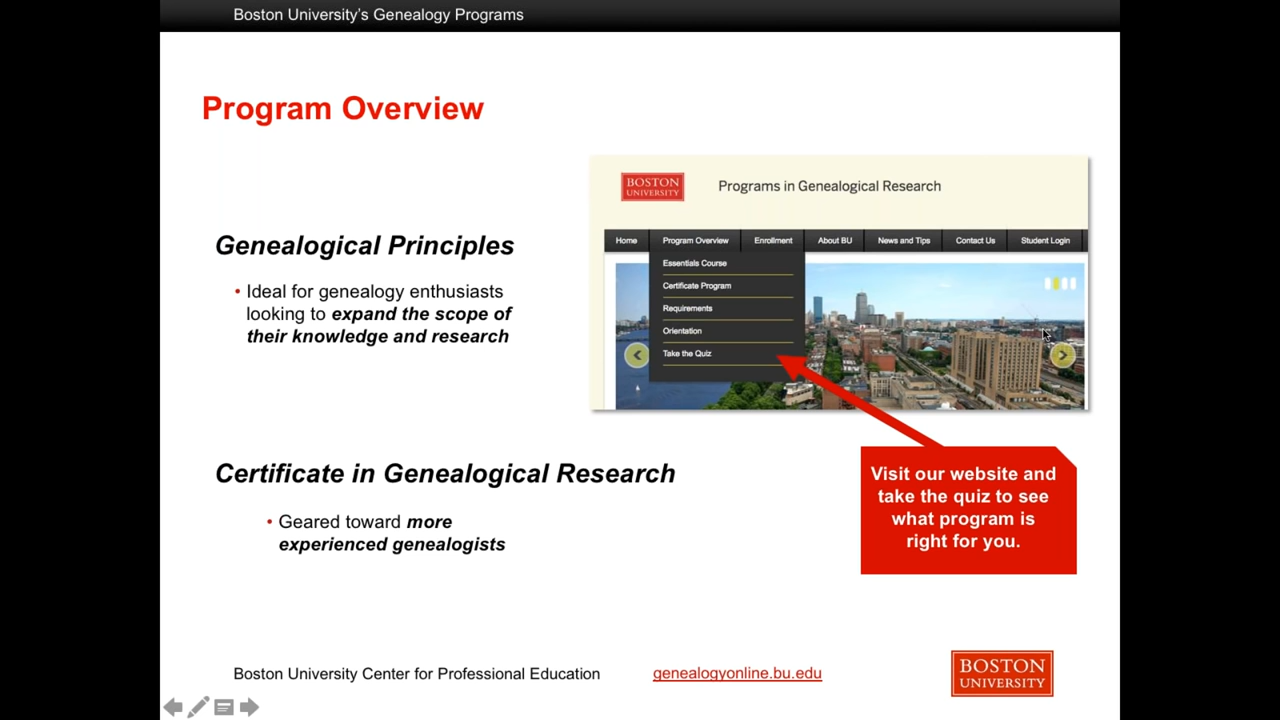 Boston University’s Genealogy Programs
Program Overview
Genealogical Principles
• Ideal for genealogy enthusiasts
looking to expand the scope of
their knowledge and research
BOSTON
UNIVERSITY
Programs in Genealogical Research
Home Program Overview Enrollment About BU News and Tips Contact Us Student Login
Essentials Course
Certificate Program
Requirements
Orientation
Take the Quiz
Certificate in Genealogical Research
• Geared toward more
experienced genealogists
Visit our website and
take the quiz to see
what program is
right for you.
Boston University Center for Professional Education genealogyonline.bu.edu
BOSTON
UNIVERSITY